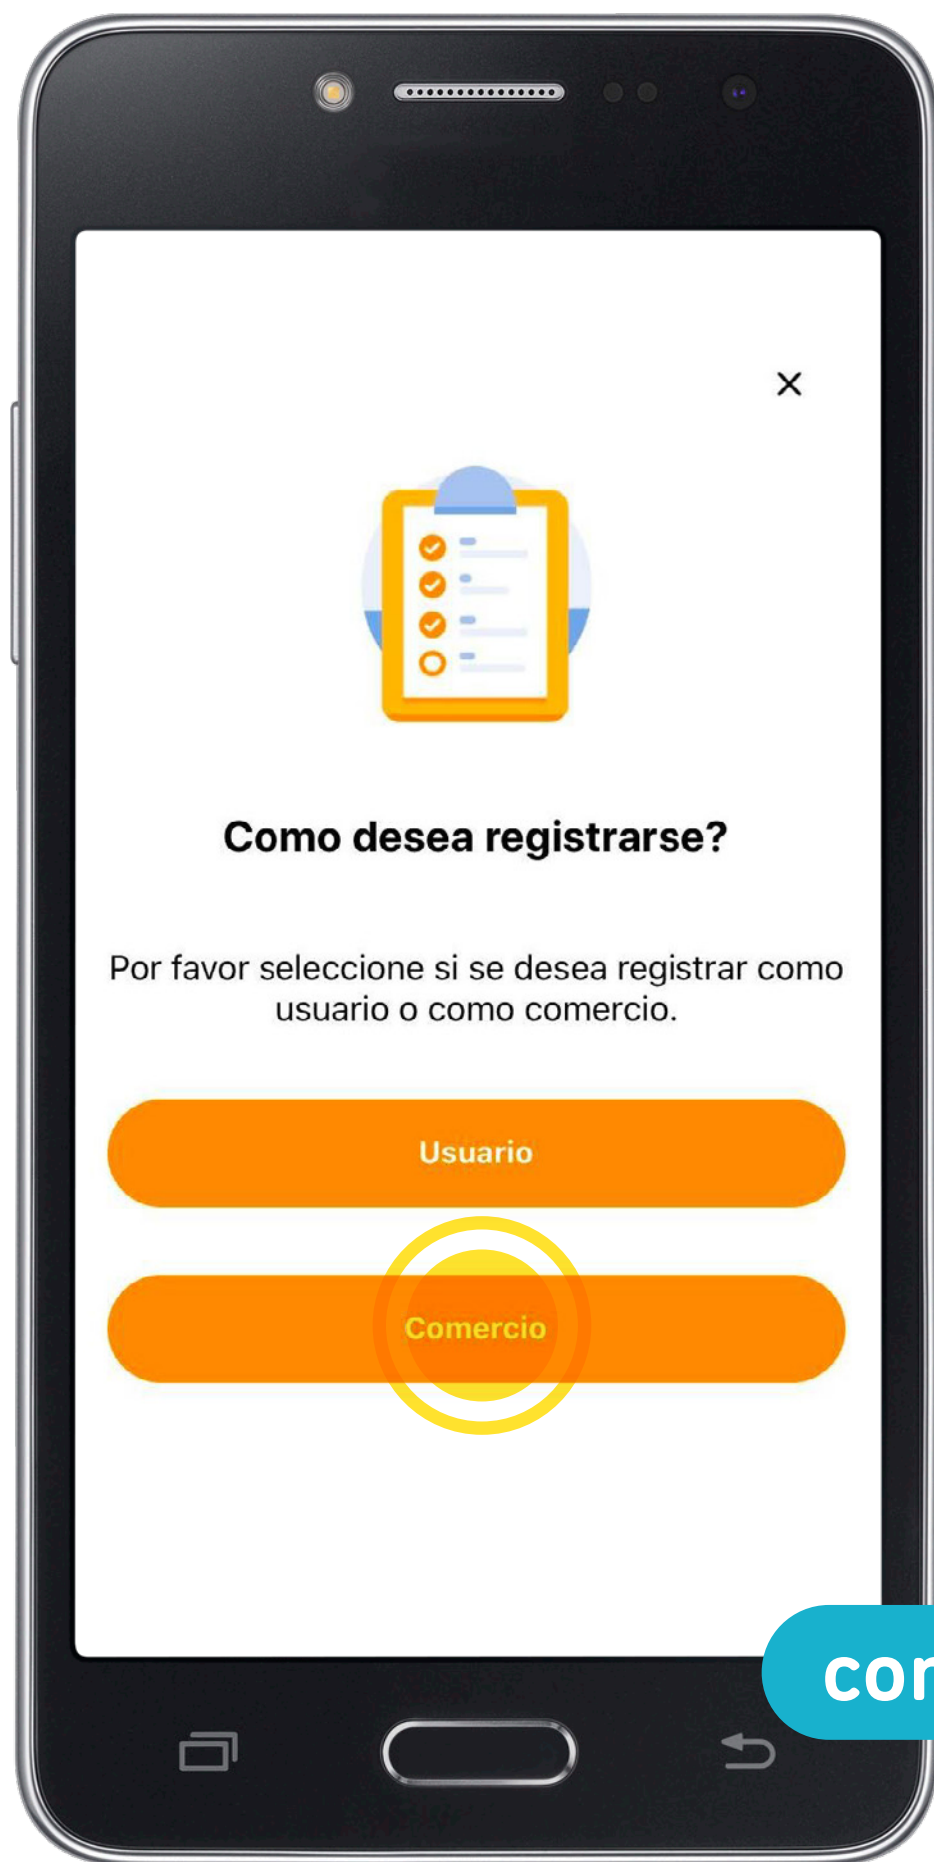 Como desea registrarse?
Por favor seleccione si se desea registrar como
usuario o como comercio.
Usuario
Comercio